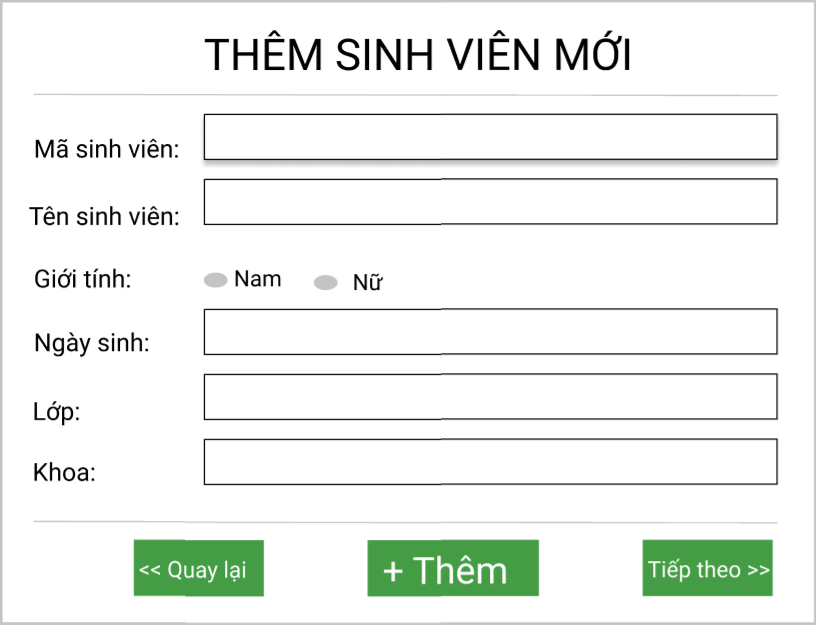 THÊM SINH VIÊN MỚI
Mã sinh viên:
Tên sinh viên:
Giới tính: Nam Nữ
Ngày sinh:
Lớp:
Khoa:
<< Quay lại + Thêm Tiếp theo >>